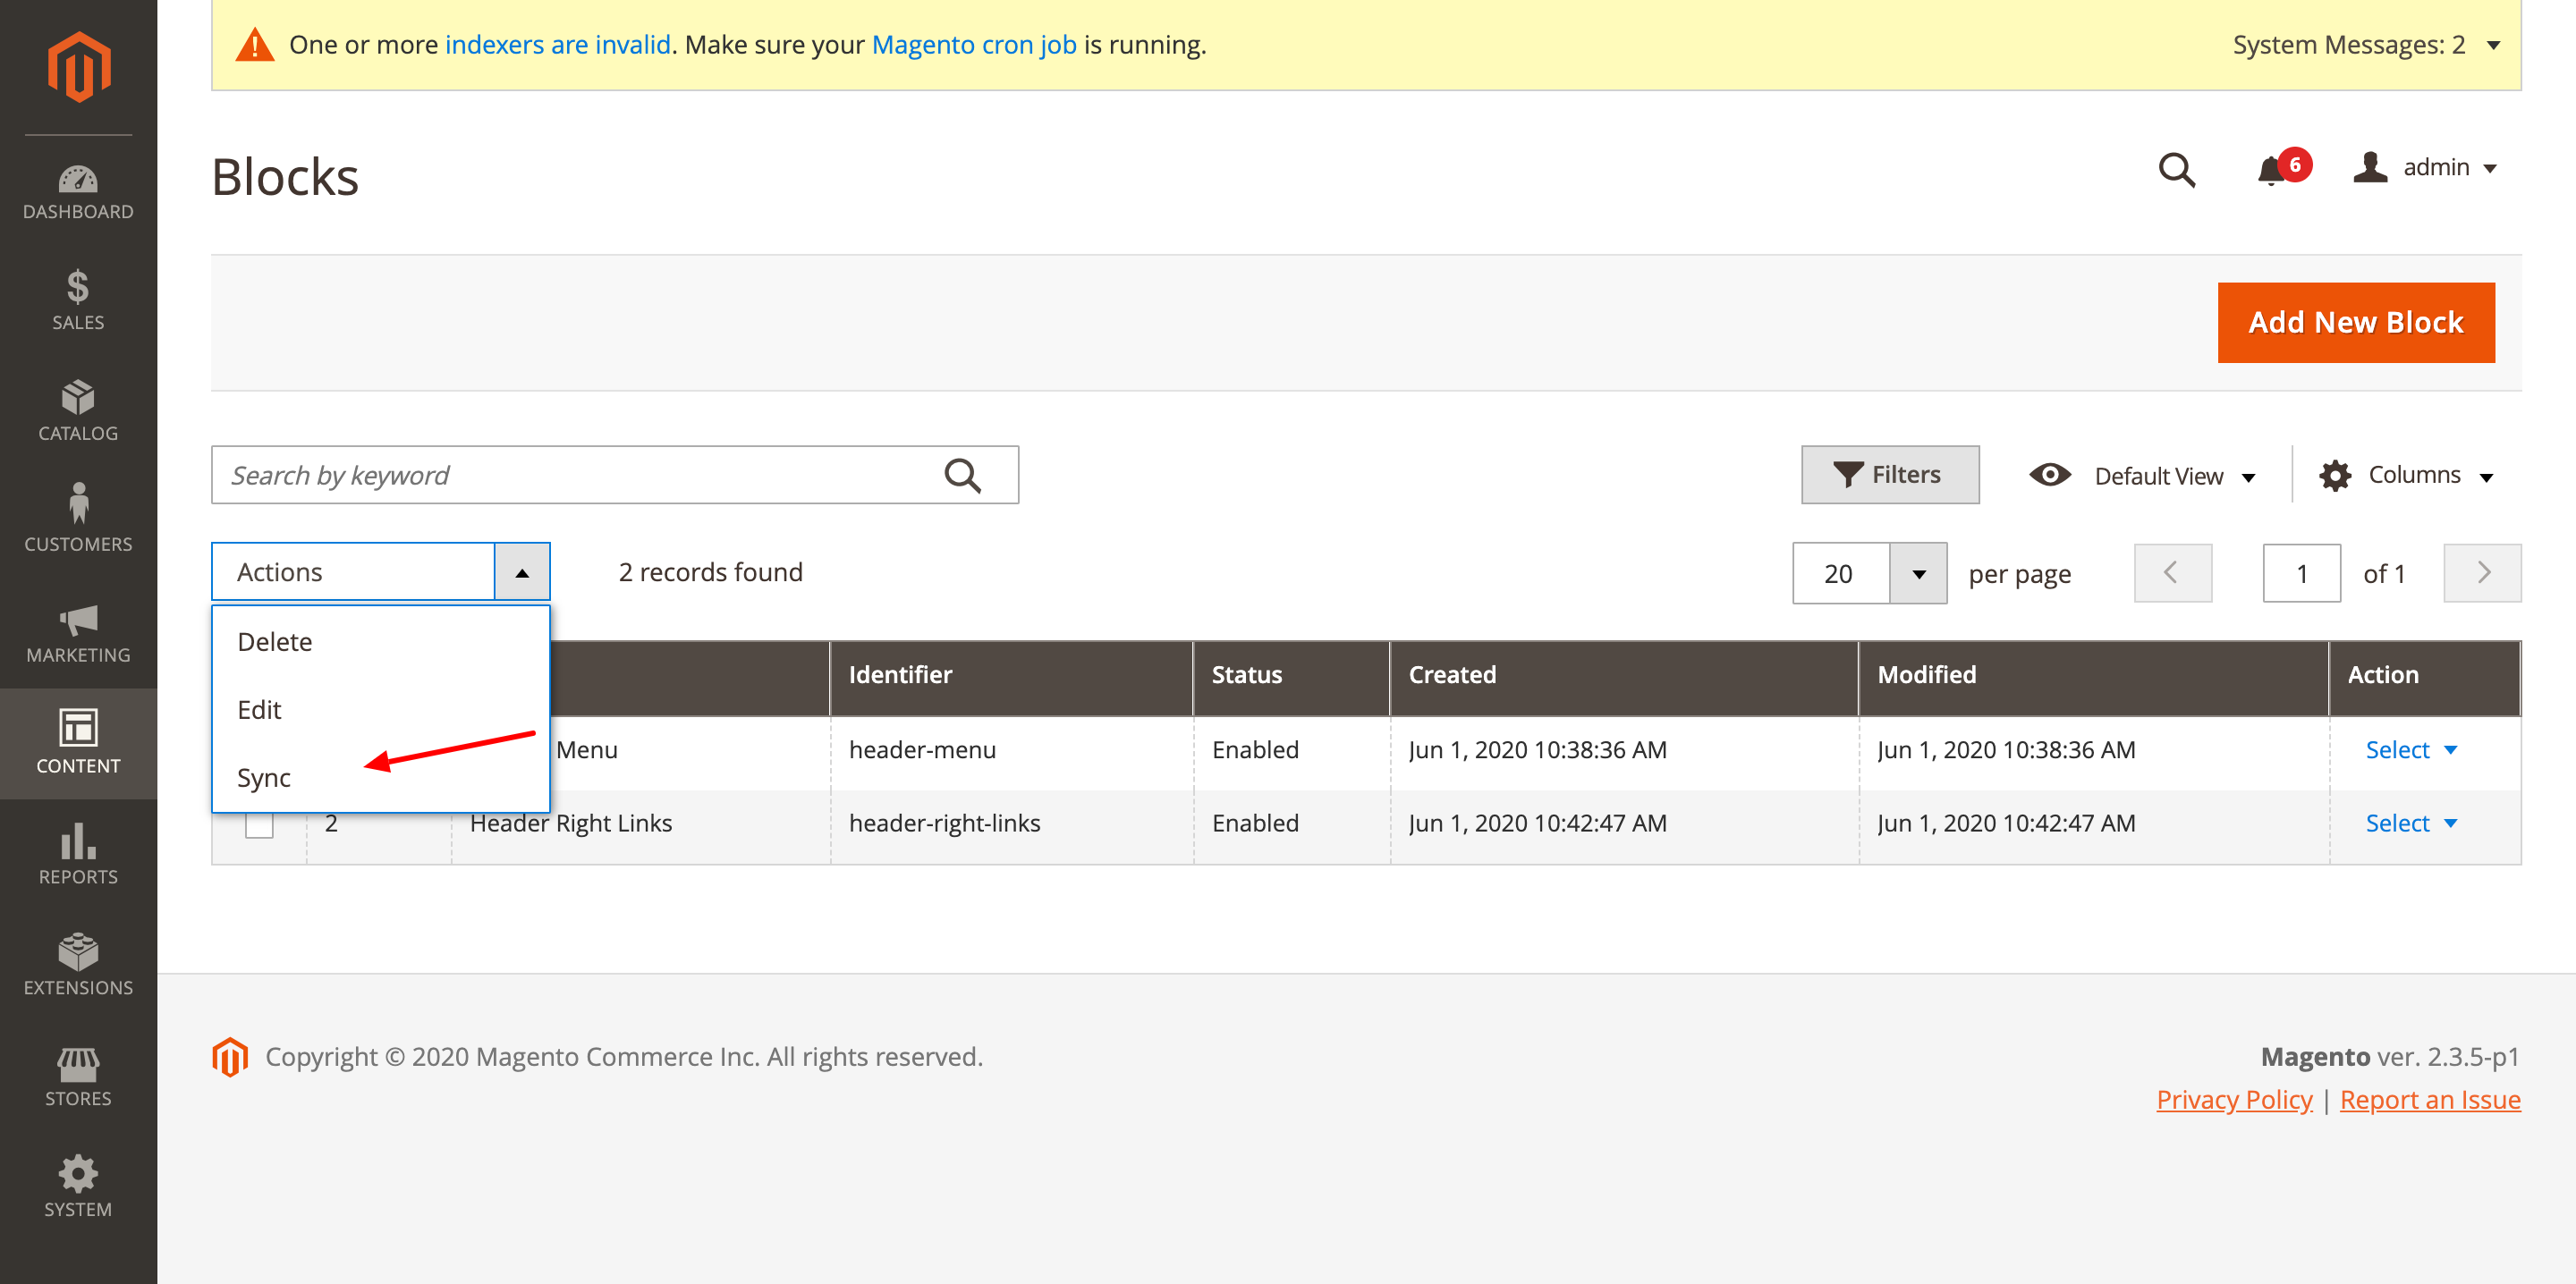 One or more indexers are invalid. Make sure your Magento cron job is running.
System Messages: 2
Blocks
6
admin
DASHBOARD
SALES
CATALOG
CUSTOMERS
MARKETING
CONTENT
REPORTS
EXTENSIONS
STORES
SYSTEM
Add New Block
Search by keyword
Filters
Default View
Columns
Actions
2 records found
20
per page
1
of 1
Delete
Edit
Sync
Identifier
Status
Created
Modified
Action
Menu
header-menu
Enabled
Jun 1, 2020 10:38:36 AM
Jun 1, 2020 10:38:36 AM
Select
2
Header Right Links
header-right-links
Enabled
Jun 1, 2020 10:42:47 AM
Jun 1, 2020 10:42:47 AM
Select
Copyright © 2020 Magento Commerce Inc. All rights reserved.
Magento ver. 2.3.5-p1
Privacy Policy | Report an Issue